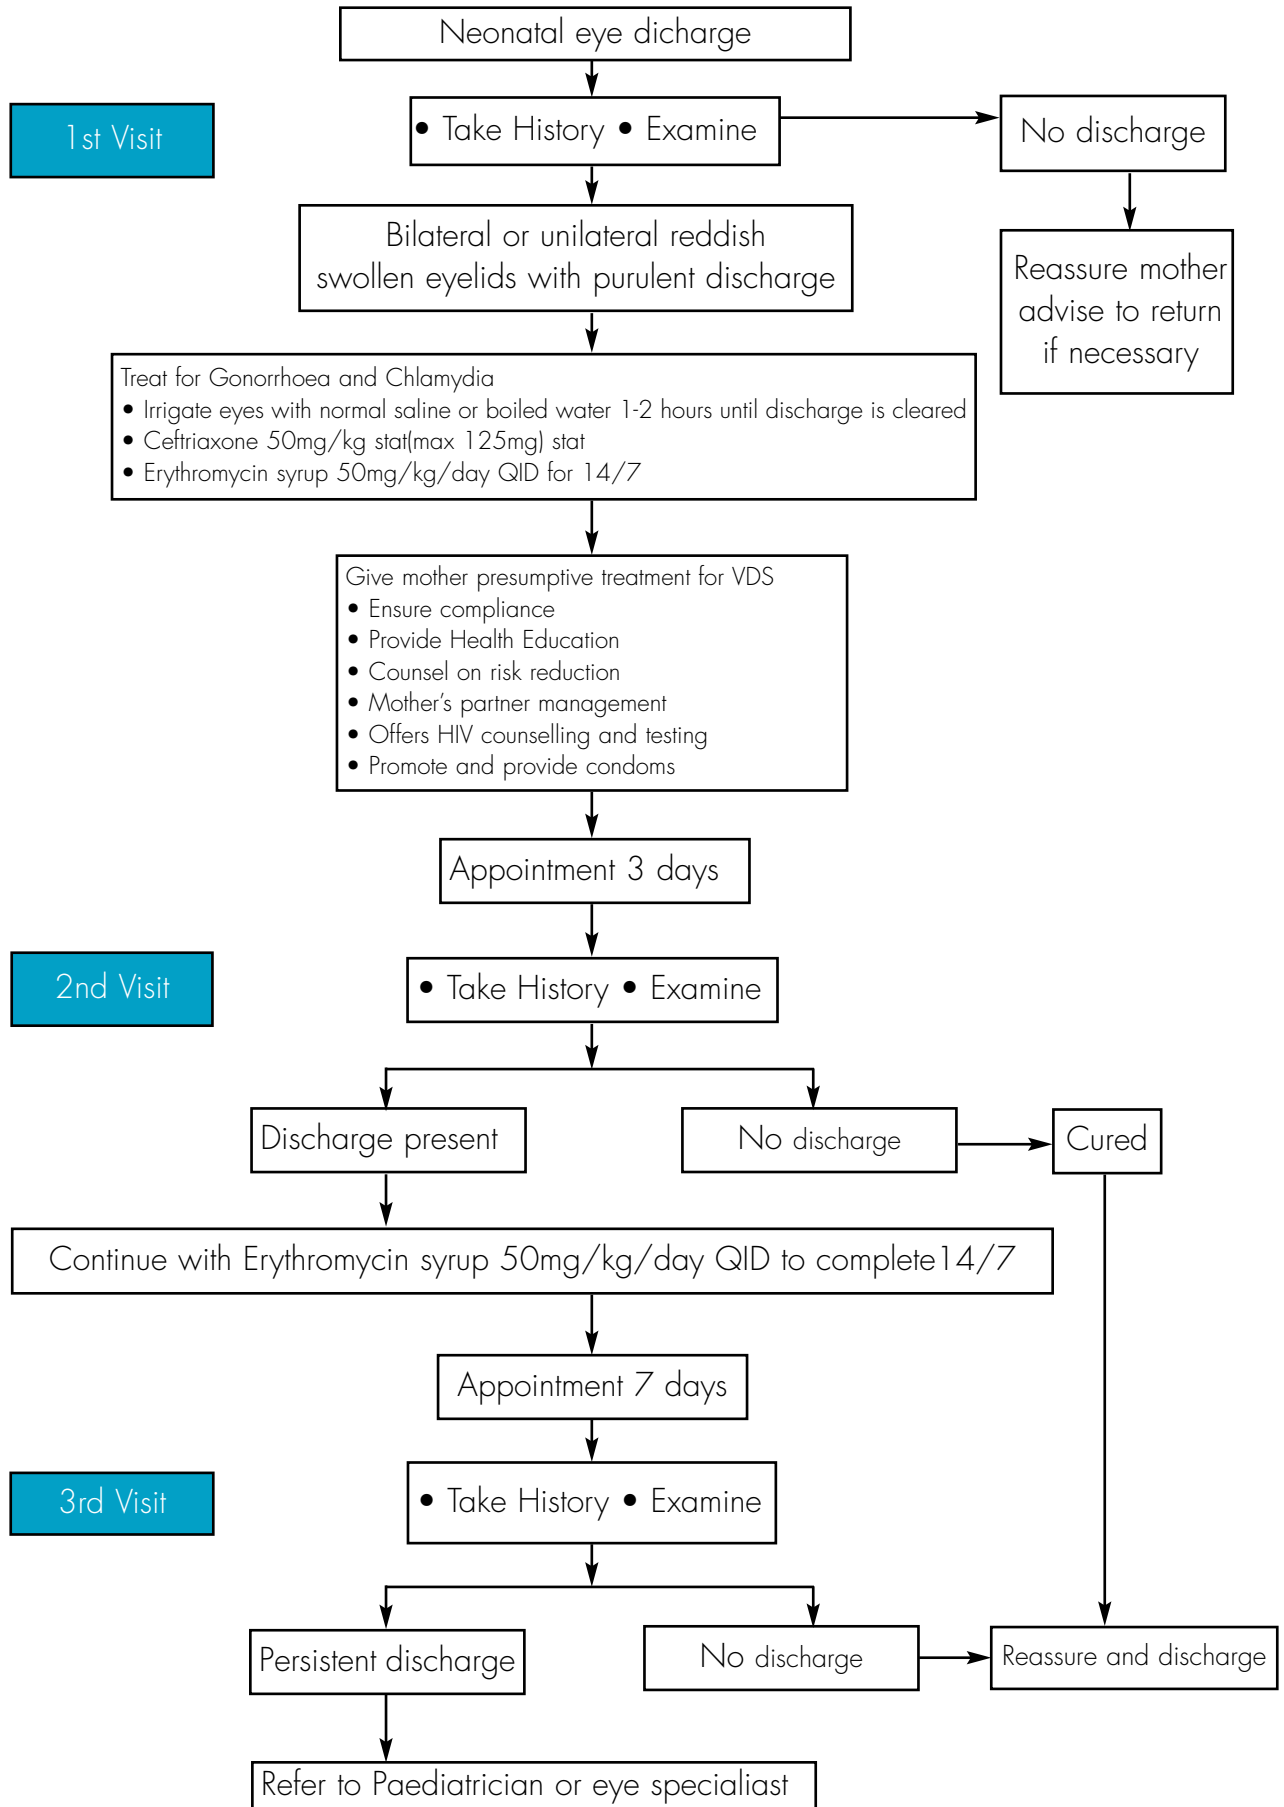 Neonatal eye dicharge
1st Visit
• Take History • Examine
No discharge
Bilateral or unilateral reddish
swollen eyelids with purulent discharge
Reassure mother
advise to return
if necessary
Treat for Gonorrhoea and Chlamydia
• Irrigate eyes with normal saline or boiled water 1-2 hours until discharge is cleared
• Ceftriaxone 50mg/kg stat(max 125mg) stat
• Erythromycin syrup 50mg/kg/day QID for 14/7
Give mother presumptive treatment for VDS
• Ensure compliance
• Provide Health Education
• Counsel on risk reduction
• Mother's partner management
• Offers HIV counselling and testing
• Promote and provide condoms
Appointment 3 days
2nd Visit
• Take History • Examine
Discharge present
No discharge
Cured
Continue with Erythromycin syrup 50mg/kg/day QID to complete14/7
Appointment 7 days
3rd Visit
• Take History • Examine
Persistent discharge
No discharge
Reassure and discharge
Refer to Paediatrician or eye specialiast